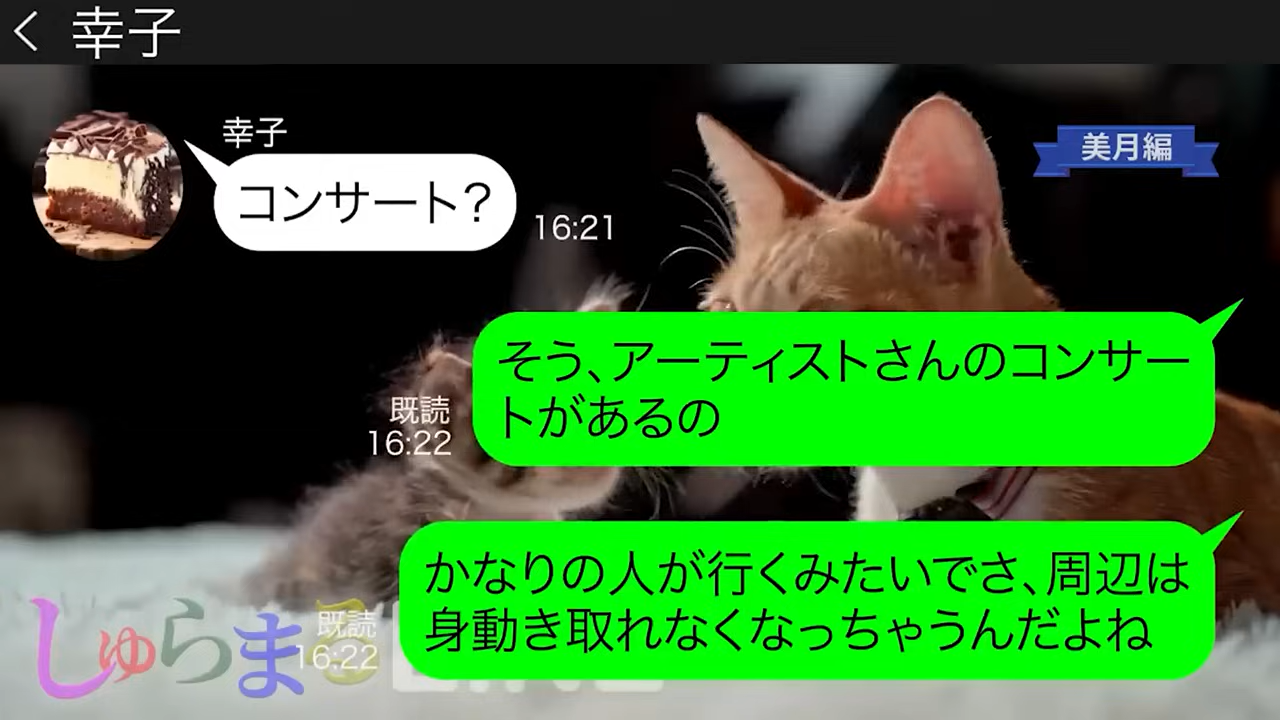 幸子
美月編
幸子
コンサート?
16:21
そう、アーティストさんのコンサー
トがあるの
既読
16:22
かなりの人が行くみたいでさ、周辺は
身動き取れなくなっちゃうんだよね
既読
16:22
しゅらまる